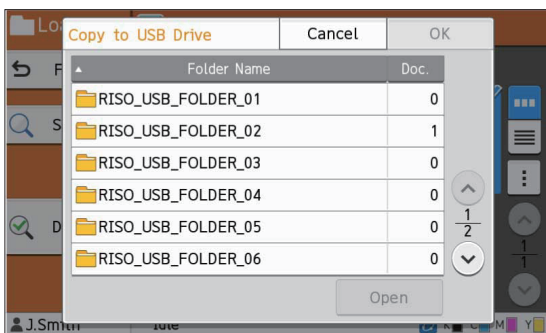 Lo
Copy to USB Drive Cancel OK
F
Folder Name Doc.
RISO_USB_FOLDER_01 0
S
RISO_USB_FOLDER_02 1
RISO_USB_FOLDER_03 0
RISO_USB_FOLDER_04 0
D
RISO_USB_FOLDER_05 0
RISO_USB_FOLDER_06 0
1
2
1
1
Open
J.Smith Idle K C M Y